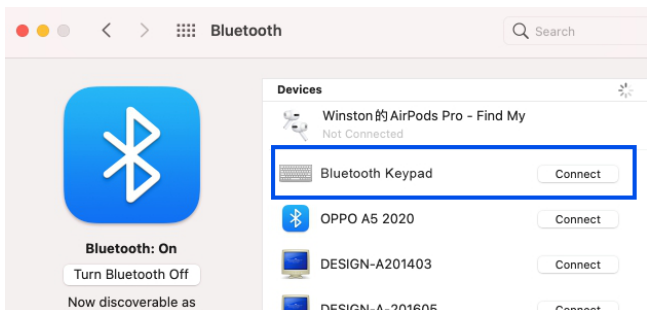 Bluetooth
Search
Bluetooth: On
Turn Bluetooth Off
Now discoverable as
Devices
Winston的AirPods Pro - Find My
Not Connected
Bluetooth Keypad
Connect
OPPO A5 2020
Connect
DESIGN-A201403
Connect
DESIGN-A-201605
Connect